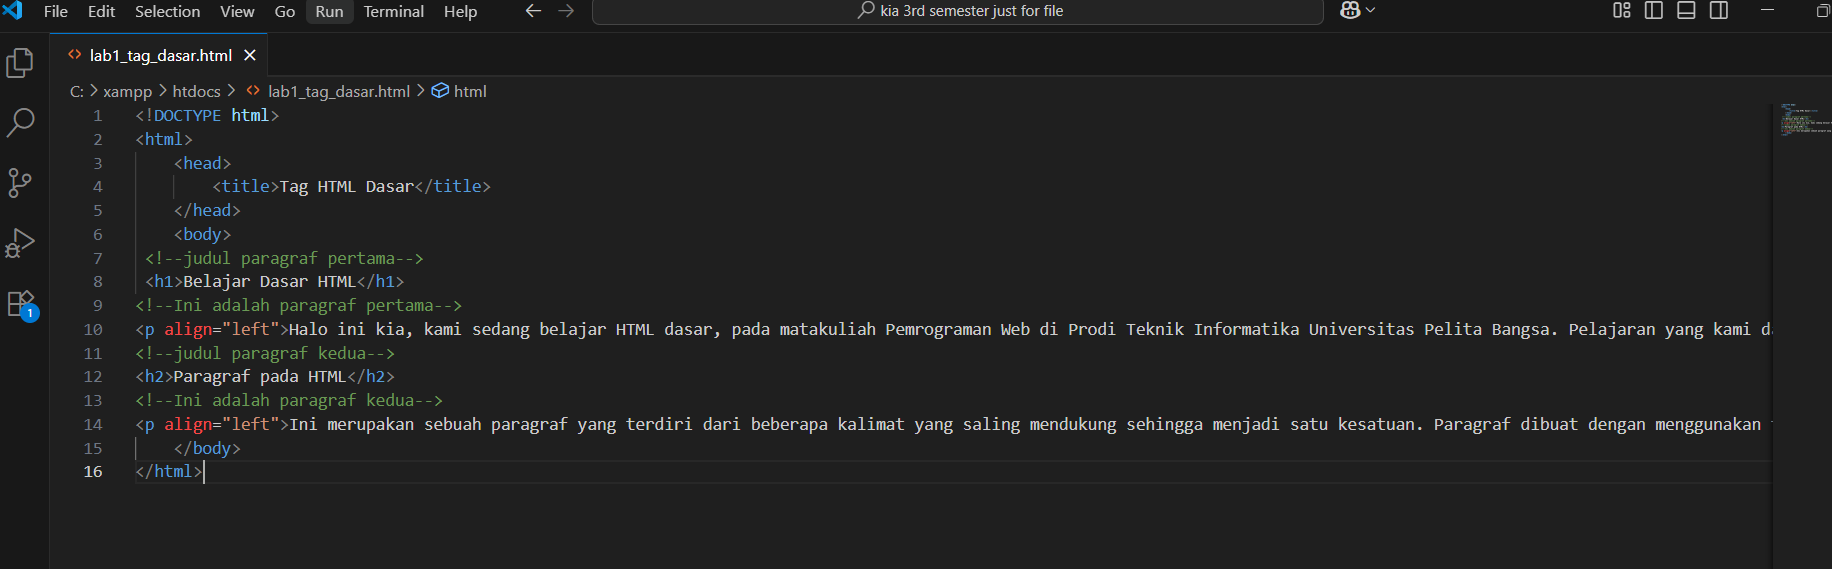 File Edit Selection View Go Run Terminal Help
kia 3rd semester just for file
lab1_tag_dasar.html
C: > xampp > htdocs > lab1_tag_dasar.html > html
1 <!DOCTYPE html>
2 <html>
3 <head>
4 <title>Tag HTML Dasar</title>
5 </head>
6 <body>
7 <!--judul paragraf pertama-->
8 <h1>Belajar Dasar HTML</h1>
9 <!--Ini adalah paragraf pertama-->
10 <p align="left">Halo ini kia, kami sedang belajar HTML dasar, pada matakuliah Pemrograman Web di Prodi Teknik Informatika Universitas Pelita Bangsa. Pelajaran yang kami
11 <!--judul paragraf kedua-->
12 <h2>Paragraf pada HTML</h2>
13 <!--Ini adalah paragraf kedua-->
14 <p align="left">Ini merupakan sebuah paragraf yang terdiri dari beberapa kalimat yang saling mendukung sehingga menjadi satu kesatuan. Paragraf dibuat dengan menggunakan
15 </body>
16 </html>
1